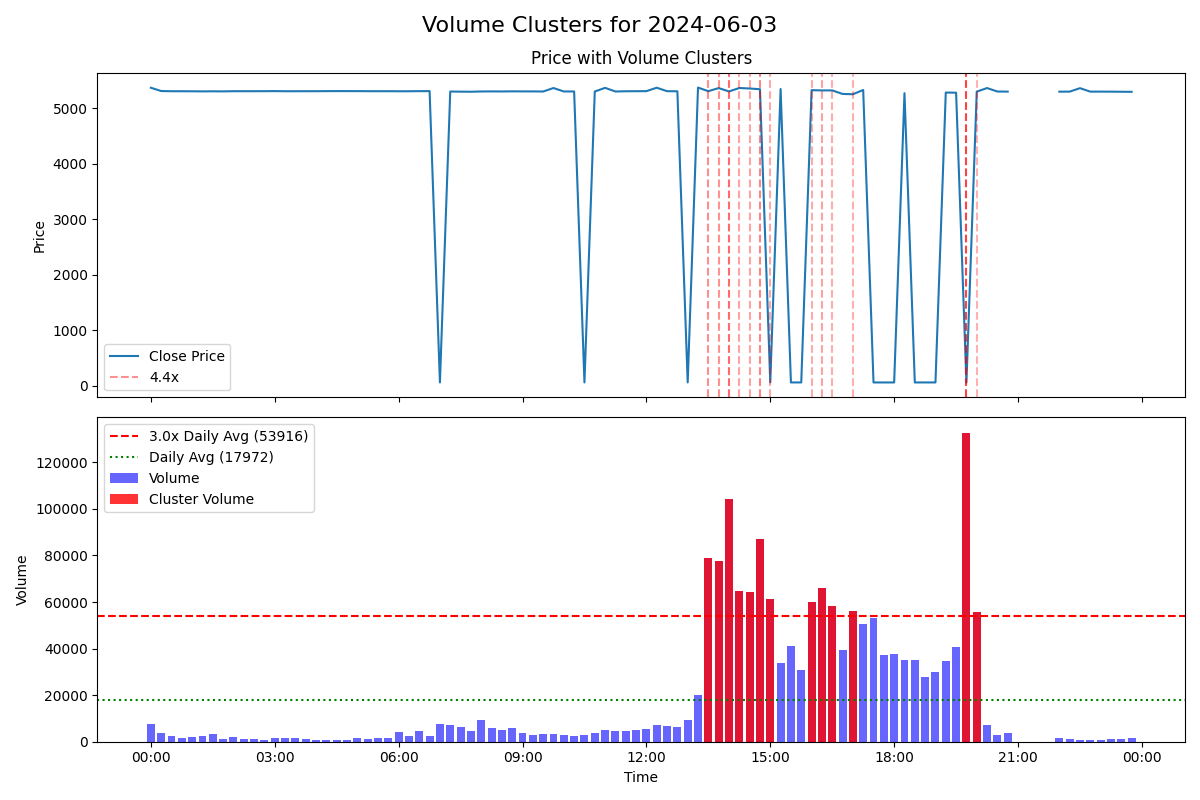 Volume Clusters for 2024-06-03
Price with Volume Clusters
Price
5000
4000
3000
2000
1000
0
Close Price
4.4x
Volume
120000
100000
80000
60000
40000
20000
0
3.0x Daily Avg (53916)
Daily Avg (17972)
Volume
Cluster Volume
00:00
03:00
06:00
09:00
12:00
15:00
18:00
21:00
00:00
Time